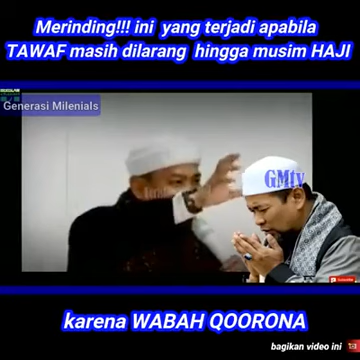 Merinding!!! ini yang terjadi apabila
TAWAF masih dilarang hingga musim HAJI
Generasi Milenials
GMtv
karena WABAH QOORONA
bagikan video ini